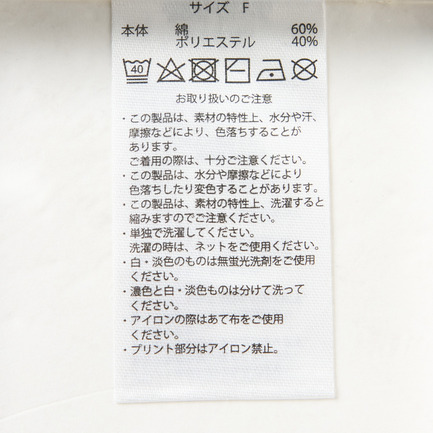 サイズ F
本体 綿 60%
ポリエステル 40%
40
お取り扱いのご注意
・この製品は、素材の特性上、水分や汗、
摩擦などにより、色落ちすることが
あります。
ご着用の際は、十分ご注意ください。
・この製品は、水分や摩擦などにより
色落ちしたり変色することがあります。
・この製品は、素材の特性上、洗濯すると
縮みますのでご注意ください。
・単独で洗濯してください。
洗濯の時は、ネットをご使用ください。
・白・淡色のものは無蛍光洗剤をご使用
ください。
・濃色と白・淡色ものは分けて洗って
ください。
・アイロンの際はあて布をご使用
ください。
・プリント部分はアイロン禁止。